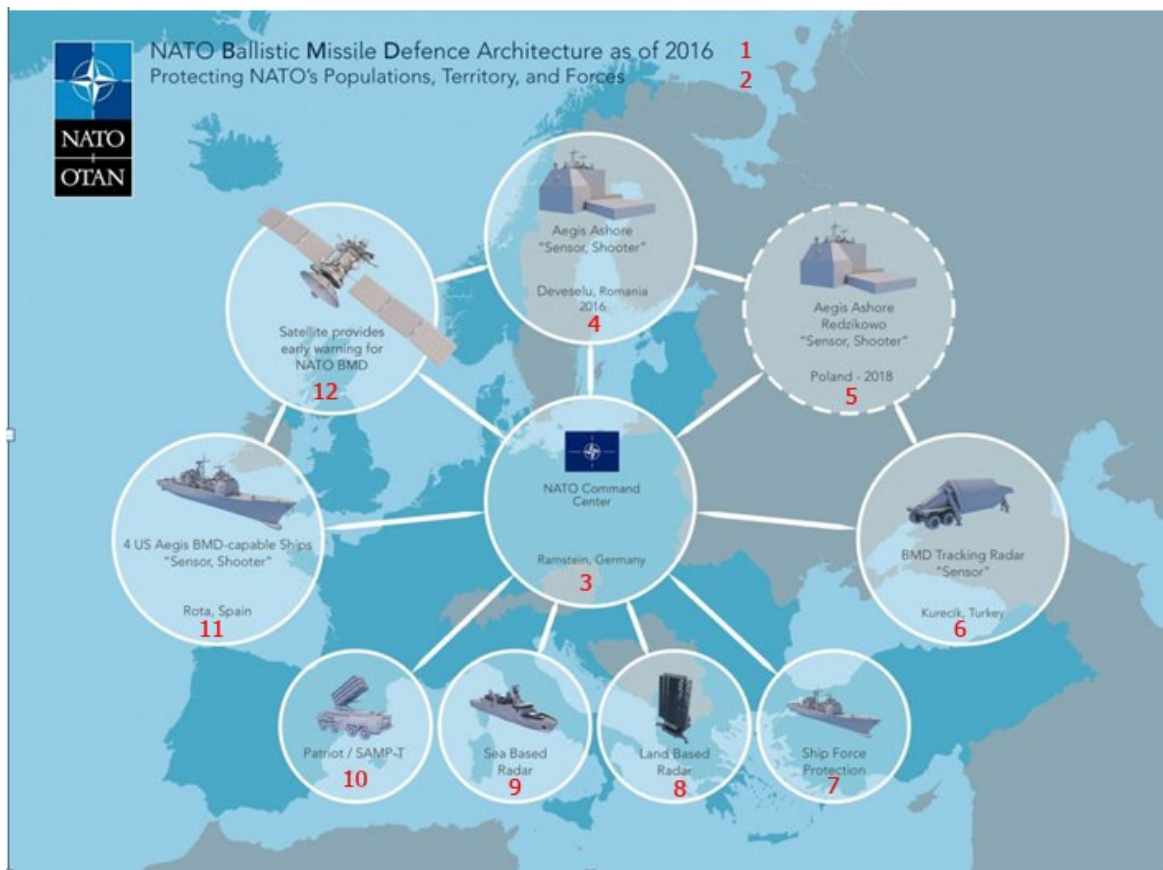 NATO Ballistic Missile Defence Architecture as of 2016 1
Protecting NATO's Populations, Territory, and Forces 2
NATO
OTAN
Aegis Ashore
"Sensor, Shooter"
Deveselu, Romania
2016
4
Aegis Ashore
Redzikowo
"Sensor, Shooter"
Poland - 2018
5
Satellite provides
early warning for
NATO BMD
12
NATO Command
Center
Ramstein, Germany
3
4 US Aegis BMD-capable Ships
"Sensor, Shooter"
Rota, Spain
11
BMD Tracking Radar
"Sensor"
Kurecik, Turkey
6
Patriot / SAMP-T
10
Sea Based
Radar
9
Land Based
Radar
8
Ship Force
Protection
7